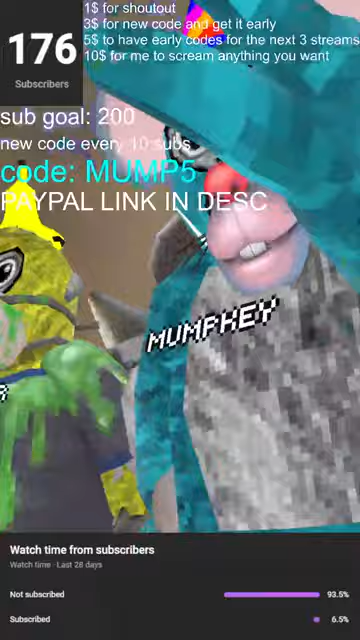 1$ for shoutout
3$ for new code and get it early
5$ to have early codes for the next 3 streams
10$ for me to scream anything you want
176
Subscribers
sub goal: 200
new code every 10 subs
code: MUMP5
PAYPAL LINK IN DESC
MUMPKEY
Watch time from subscribers
Watch time · Last 28 days
Not subscribed 93.5%
Subscribed 6.5%